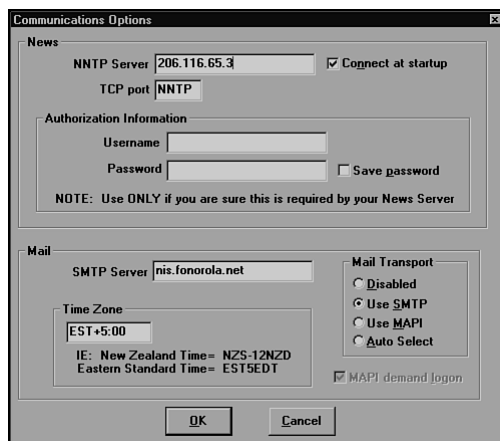 Communications Options
News
NNTP Server 206.116.65.3 Connect at startup
TCP port NNTP
Authorization Information
Username
Password Save password
NOTE: Use ONLY if you are sure this is required by your News Server
Mail
SMTP Server nis.fonorola.net
Mail Transport
Disabled
Use SMTP
Use MAPI
Auto Select
Time Zone
EST+5:00
IE: New Zealand Time= NZS-12NZD
Eastern Standard Time= EST5EDT
MAPI demand logon
OK Cancel